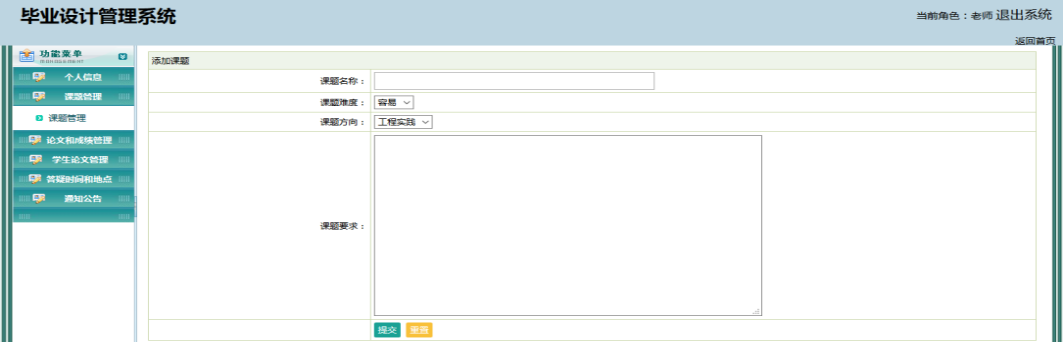 毕业设计管理系统
当前角色：老师 退出系统
返回首页
功能菜单
添加课题
个人信息
课题管理
课题管理
论文和成绩管理
学生论文管理
答疑时间和地点
通知公告
课题名称：
课题难度： 容易
课题方向： 工程实践
课题要求：
提交 重置